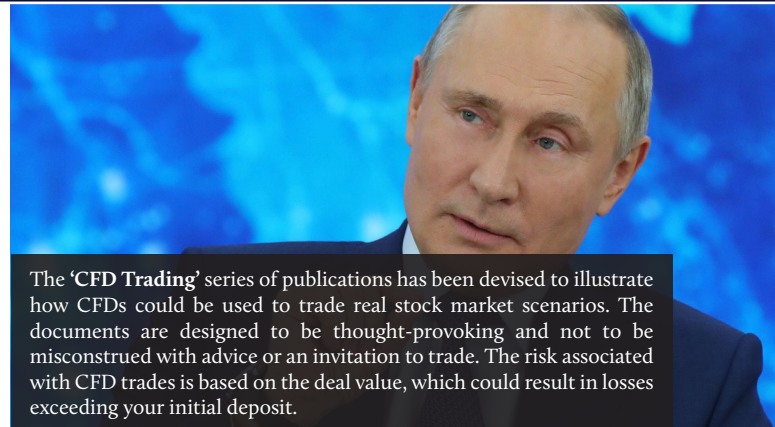 The ‘CFD Trading’ series of publications has been devised to illustrate
how CFDs could be used to trade real stock market scenarios. The
documents are designed to be thought-provoking and not to be
misconstrued with advice or an invitation to trade. The risk associated
with CFD trades is based on the deal value, which could result in losses
exceeding your initial deposit.